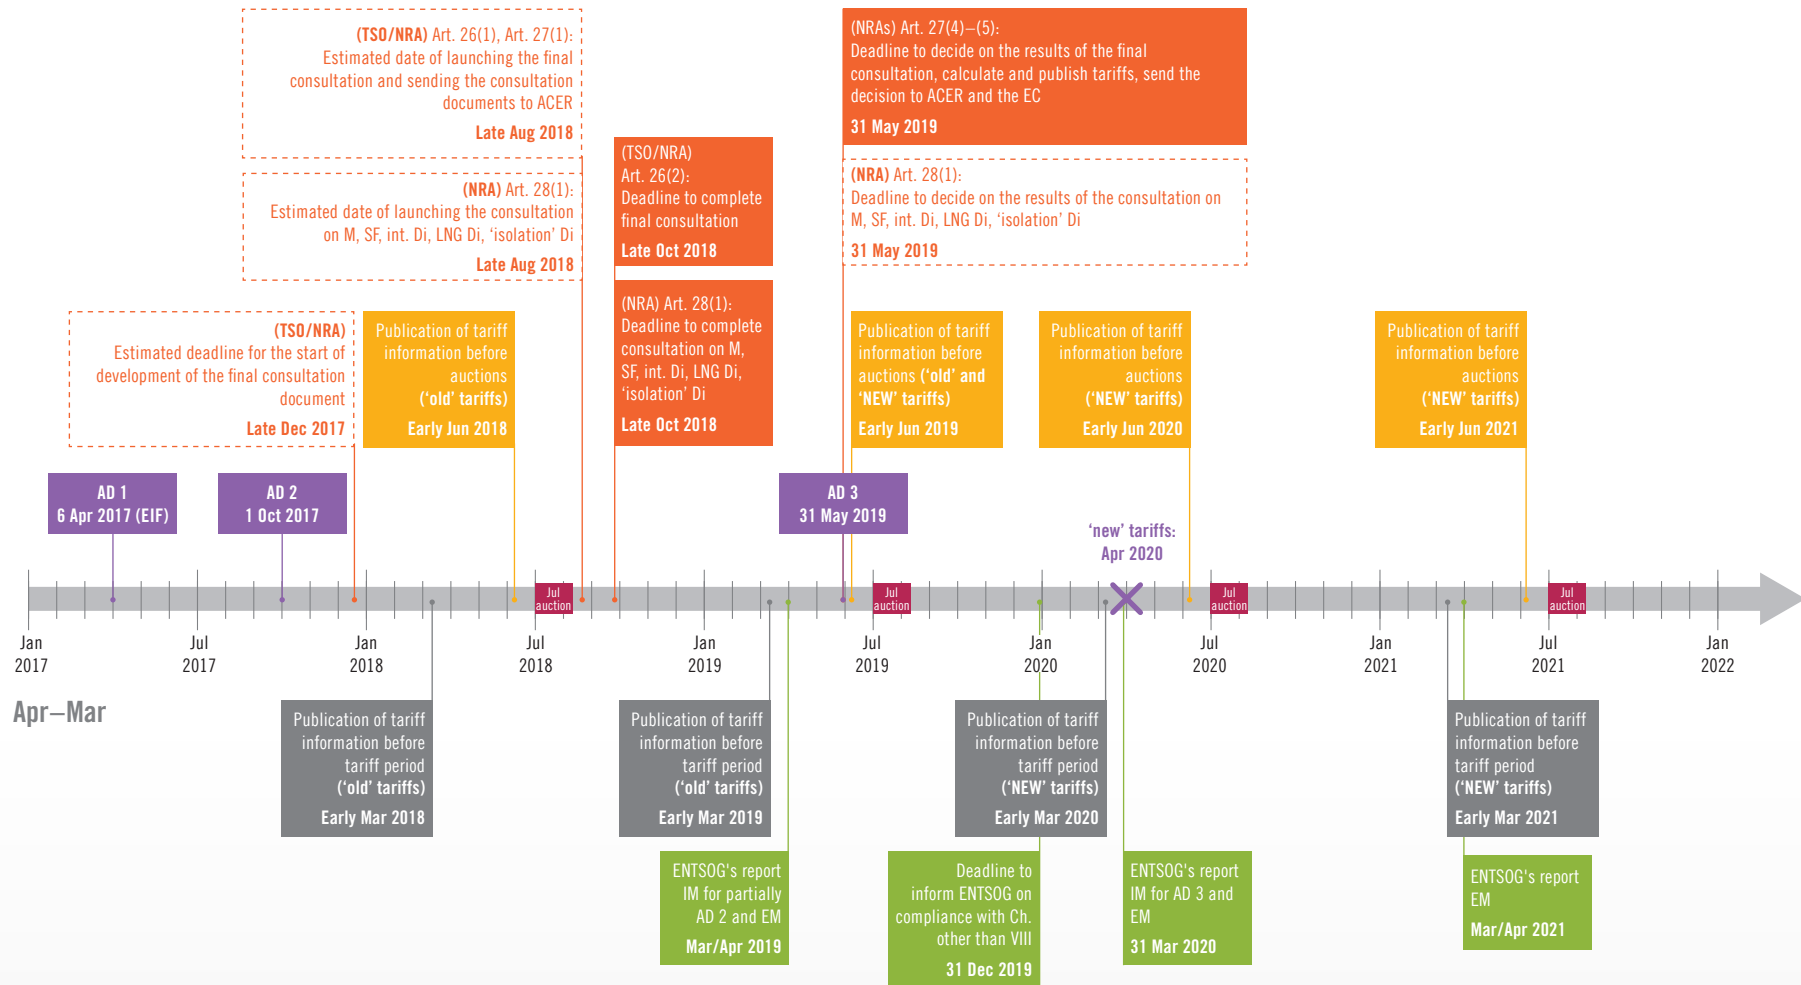 (TSO/NRA) Art. 26(1), Art. 27(1):
Estimated date of launching the final
consultation and sending the consultation
documents to ACER
Late Aug 2018
(NRA) Art. 28(1):
Estimated date of launching the consultation
on M, SF, int. Di, LNG Di, ‘isolation’ Di
Late Aug 2018
(TSO/NRA)
Art. 26(2):
Deadline to complete
final consultation
Late Oct 2018
(NRA) Art. 28(1):
Deadline to complete
consultation on M,
SF, int. Di, LNG Di,
‘isolation’ Di
Late Oct 2018
(NRAs) Art. 27(4)–(5):
Deadline to decide on the results of the final
consultation, calculate and publish tariffs, send the
decision to ACER and the EC
31 May 2019
(NRA) Art. 28(1):
Deadline to decide on the results of the consultation on
M, SF, int. Di, LNG Di, ‘isolation’ Di
31 May 2019
(TSO/NRA)
Estimated deadline for the start of
development of the final consultation
document
Late Dec 2017
Publication of tariff
information before
auctions
(‘old’ tariffs)
Early Jun 2018
Publication of tariff
information before
auctions (‘old’ and
‘NEW’ tariffs)
Early Jun 2019
Publication of tariff
information before
auctions
(‘NEW’ tariffs)
Early Jun 2020
Publication of tariff
information before
auctions
(‘NEW’ tariffs)
Early Jun 2021
AD 1
6 Apr 2017 (EIF)
AD 2
1 Oct 2017
AD 3
31 May 2019
‘new’ tariffs:
Apr 2020
Jul
auction
Jul
auction
Jul
auction
Jul
auction
Jan
2017
Jul
2017
Jan
2018
Jul
2018
Jan
2019
Jul
2019
Jan
2020
Jul
2020
Jan
2021
Jul
2021
Jan
2022
Apr–Mar
Publication of tariff
information before
tariff period
(‘old’ tariffs)
Early Mar 2018
Publication of tariff
information before
tariff period
(‘old’ tariffs)
Early Mar 2019
Publication of tariff
information before
tariff period
(‘NEW’ tariffs)
Early Mar 2020
Publication of tariff
information before
tariff period
(‘NEW’ tariffs)
Early Mar 2021
ENTSOG's report
IM for partially
AD 2 and EM
Mar/Apr 2019
Deadline to
inform ENTSOG on
compliance with Ch.
other than VIII
31 Dec 2019
ENTSOG's report
IM for AD 3 and
EM
31 Mar 2020
ENTSOG's report
EM
Mar/Apr 2021